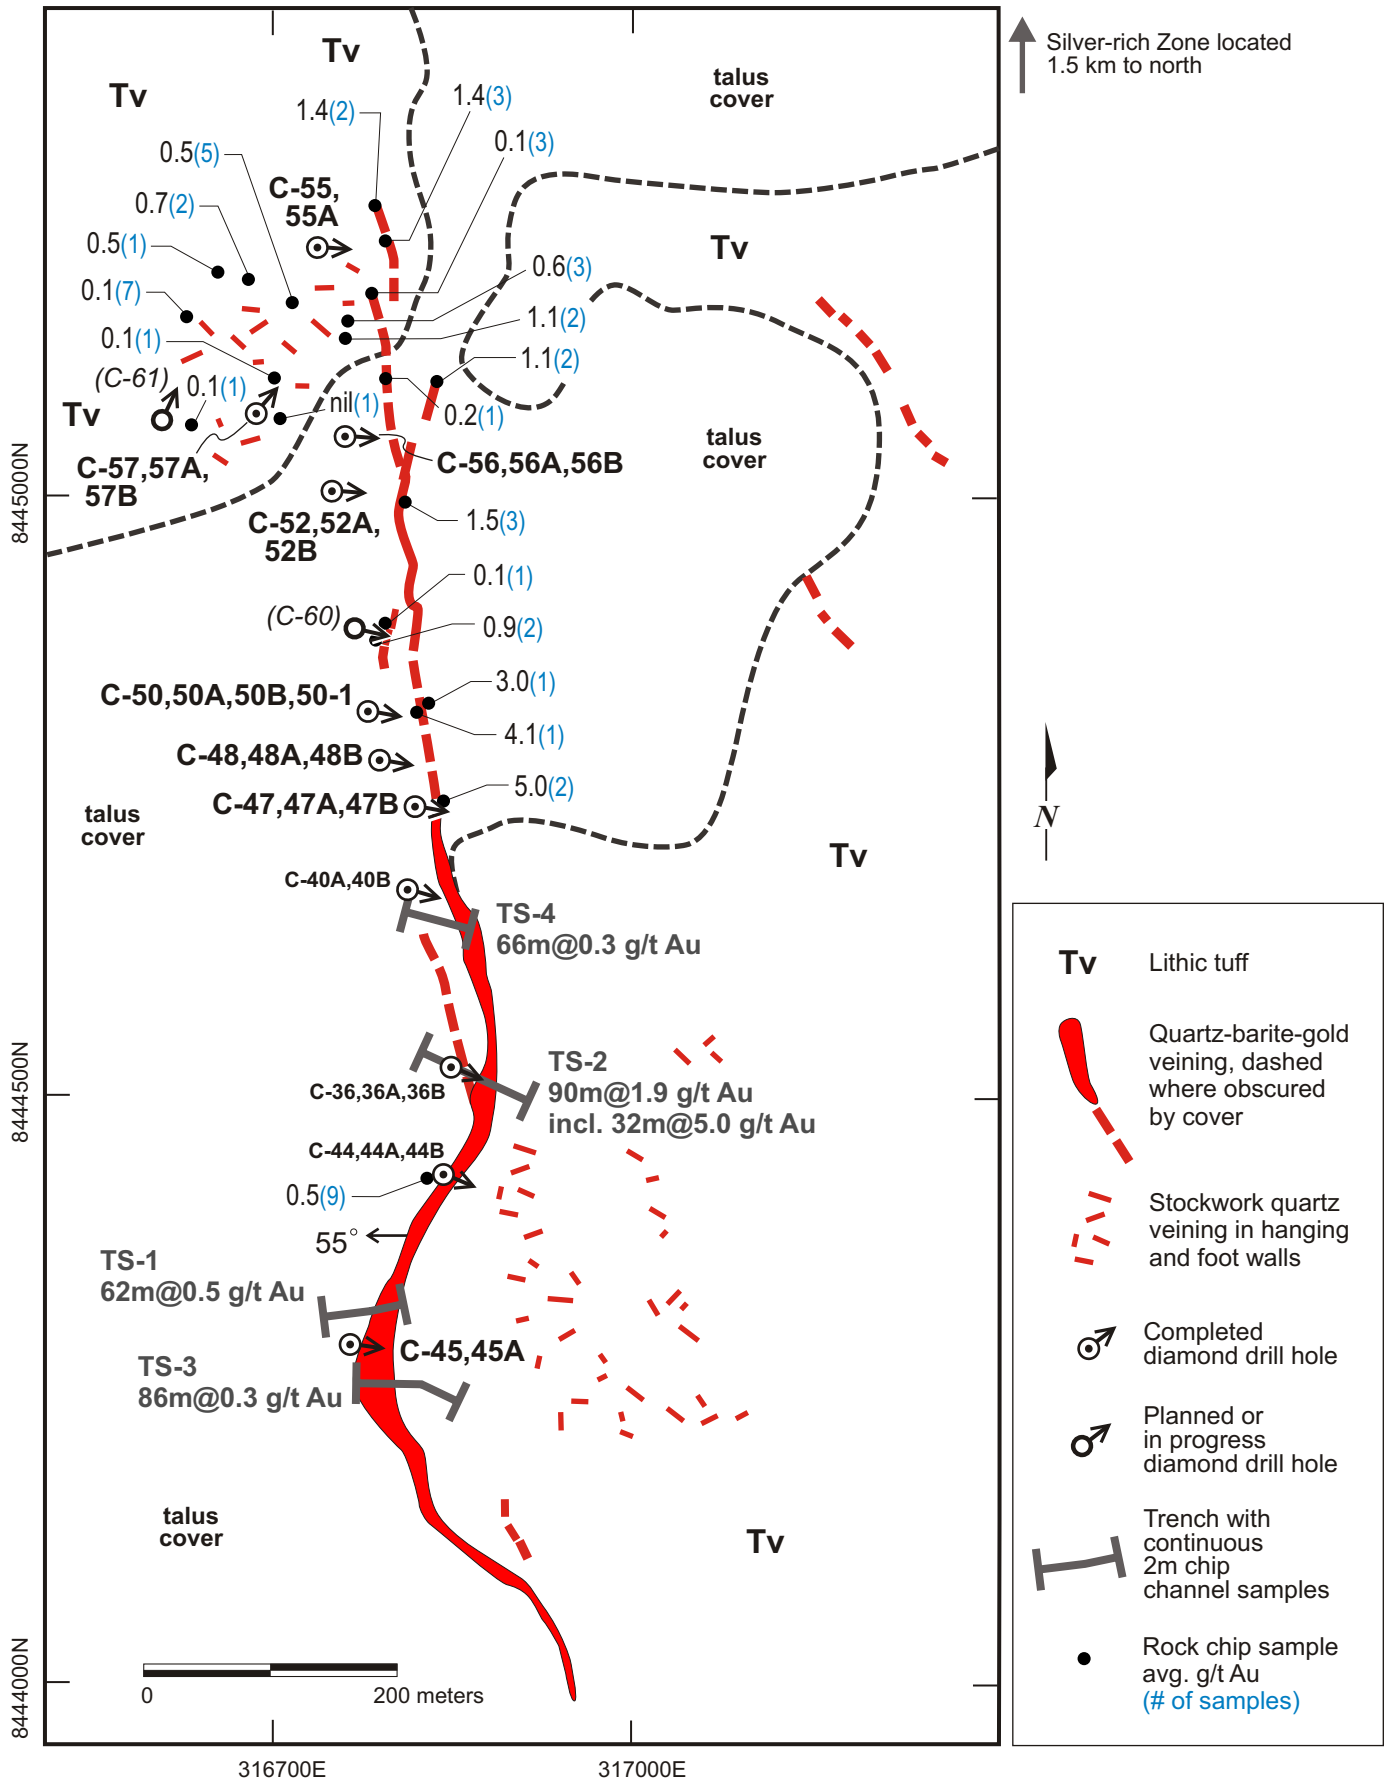 Silver-rich Zone located
1.5 km to north
Tv
Tv
talus
cover
1.4(2)
1.4(3)
0.1(3)
0.5(5)
C-55,
55A
0.7(2)
0.5(1)
Tv
0.6(3)
0.1(7)
1.1(2)
0.1(1)
1.1(2)
(C-61)
0.1(1)
Tv
nil(1)
0.2(1)
talus
cover
C-57,57A,
57B
C-56,56A,56B
8445000N
C-52,52A,
52B
1.5(3)
0.1(1)
(C-60)
0.9(2)
3.0(1)
C-50,50A,50B,50-1
4.1(1)
C-48,48A,48B
5.0(2)
C-47,47A,47B
talus
cover
N
Tv
C-40A,40B
TS-4
66m@0.3 g/t Au
8444500N
TS-2
90m@1.9 g/t Au
incl. 32m@5.0 g/t Au
C-36,36A,36B
C-44,44A,44B
0.5(9)
55°
TS-1
62m@0.5 g/t Au
C-45,45A
TS-3
86m@0.3 g/t Au
talus
cover
Tv
8444000N
0
200 meters
316700E
317000E
Tv
Lithic tuff
Quartz-barite-gold
veining, dashed
where obscured
by cover
Stockwork quartz
veining in hanging
and foot walls
Completed
diamond drill hole
Planned or
in progress
diamond drill hole
Trench with
continuous
2m chip
channel samples
Rock chip sample
avg. g/t Au
(# of samples)